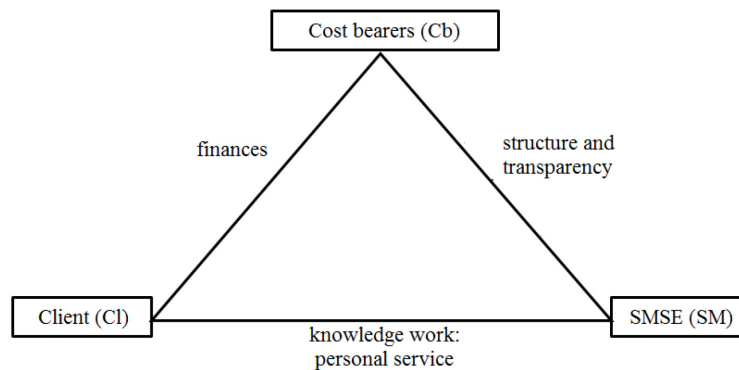 Cost bearers (Cb)
finances
structure and
transparency
Client (Cl)
SMSE (SM)
knowledge work:
personal service